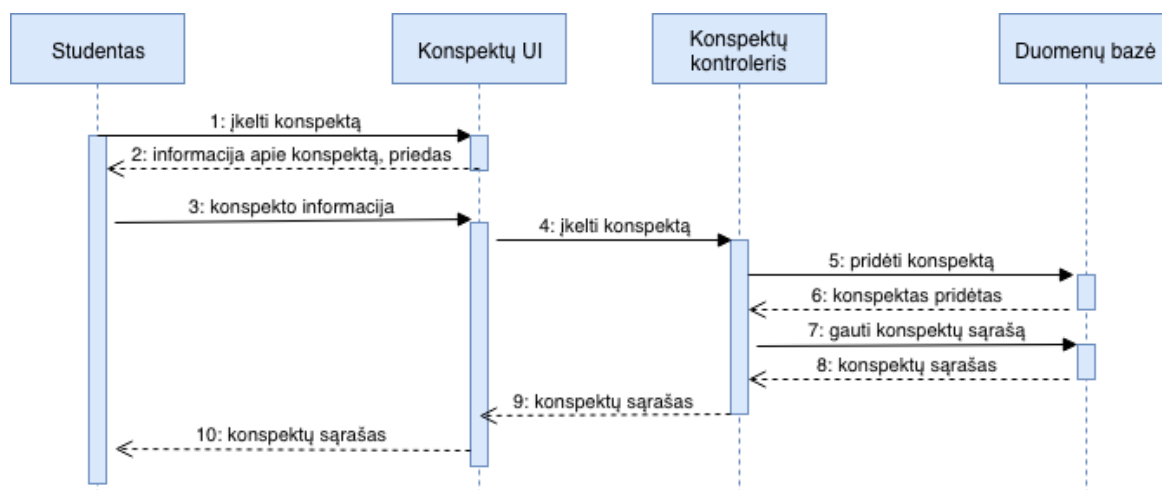 Studentas
Konspektų UI
Konspektų
kontroleris
Duomenų bazė
1: įkelti konspektą
2: informacija apie konspektą, priedas
3: konspekto informacija
4: įkelti konspektą
5: pridėti konspektą
6: konspektas pridėtas
7: gauti konspektų sąrašą
8: konspektų sąrašas
9: konspektų sąrašas
10: konspektų sąrašas